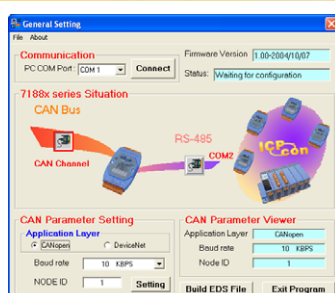 General Setting
File About
Communication
PC COM Port: COM 1 Connect
Firmware Version 1.00-2004/10/07
Status: Waiting for configuration
7188x series Situation
CAN Bus
CAN Channel
RS-485
COM2
ICP con
CAN Parameter Setting
Application Layer
CANopen DeviceNet
Baud rate 10 KBPS
NODE ID 1 Setting
CAN Parameter Viewer
Application Layer CANopen
Baud rate 10 KBPS
Node ID 1
Build EDS File Exit Program